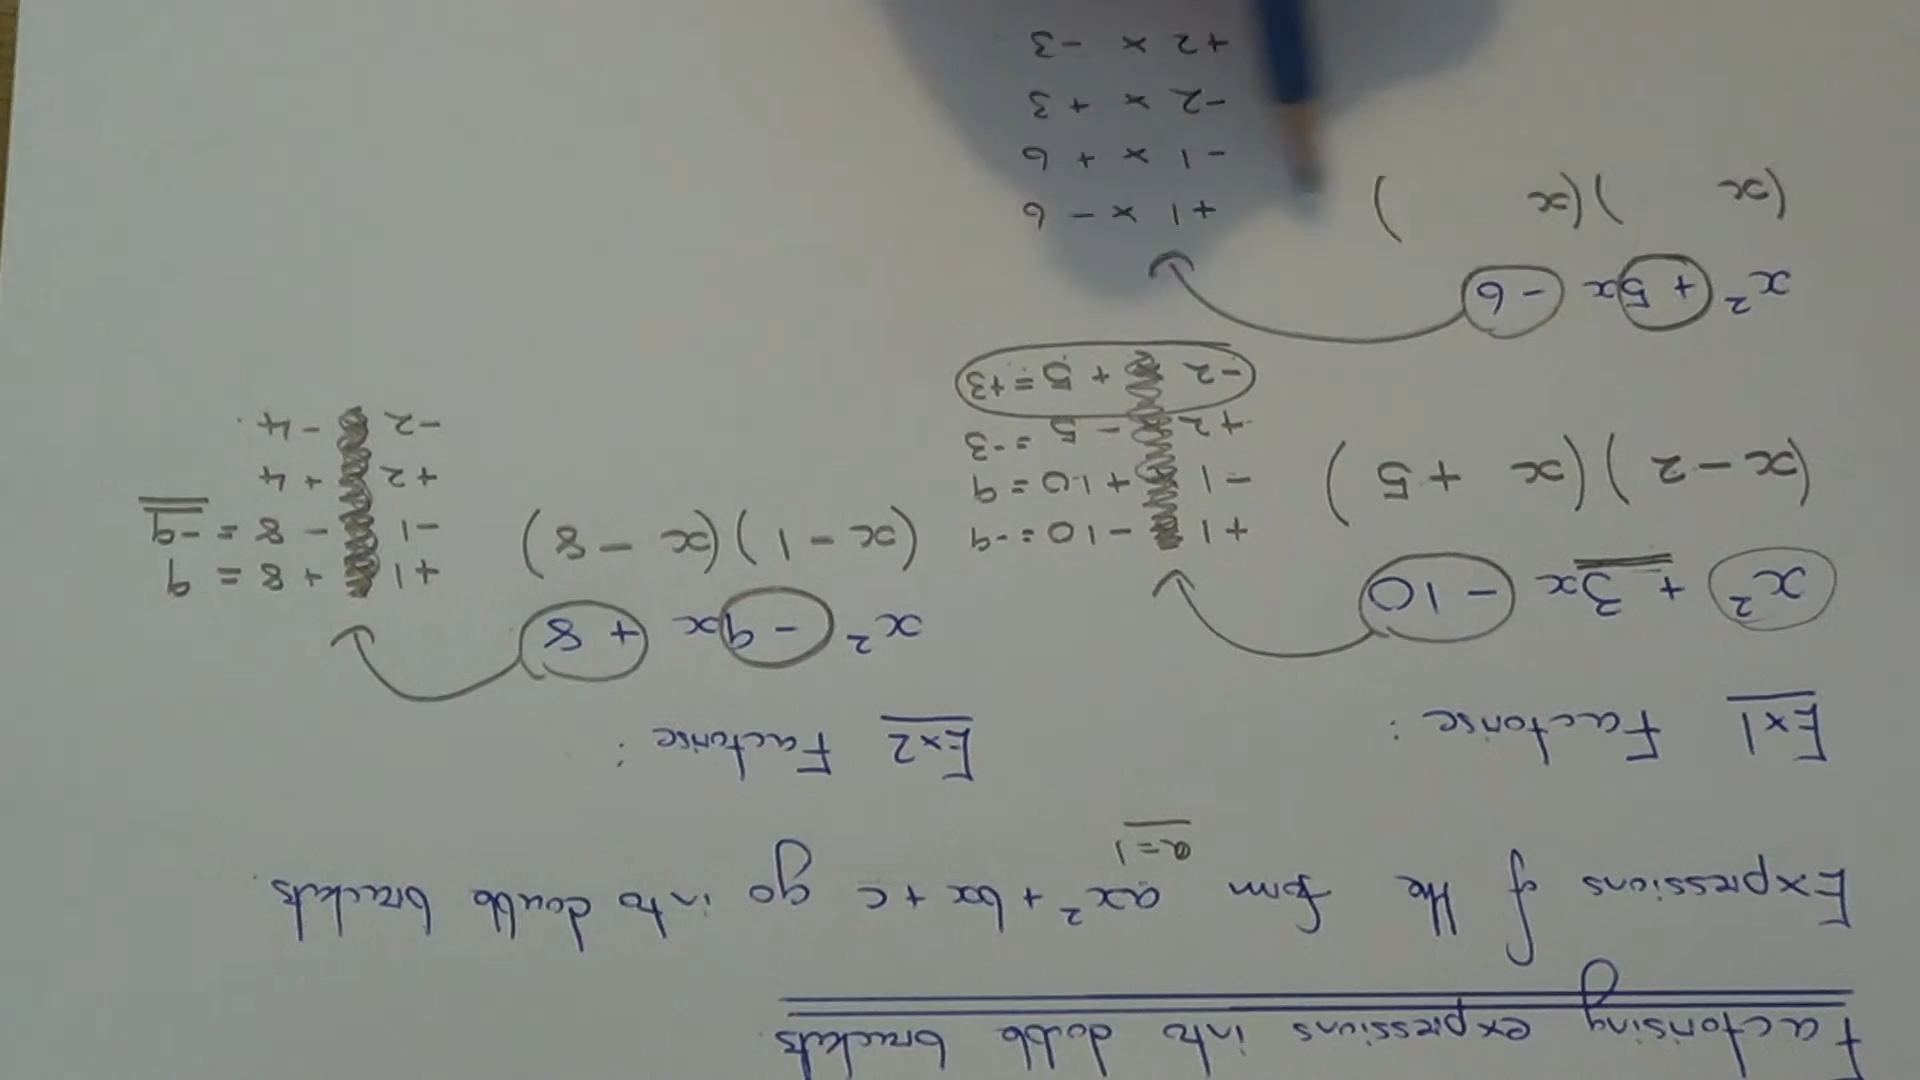 Factorising expressions into double brackets.
Expressions of the form ax² + bx + c go into double brackets.
a=1
Ex1 Factorise :
x² + 3x - 10
(x - 2)(x + 5)
+1 - 10 = -9
-1 + 10 = 9
+2 - 5 = -3
-2 + 5 = +3
x² + 5x - 6
(x )(x )
+1 x - 6
-1 x + 6
-2 x + 3
+2 x -3
Ex2 Factorise :
x² - 9x + 8
(x - 1)(x - 8)
+1 + 8 = 9
-1 - 8 = -9
+2 + 4
-2 - 4